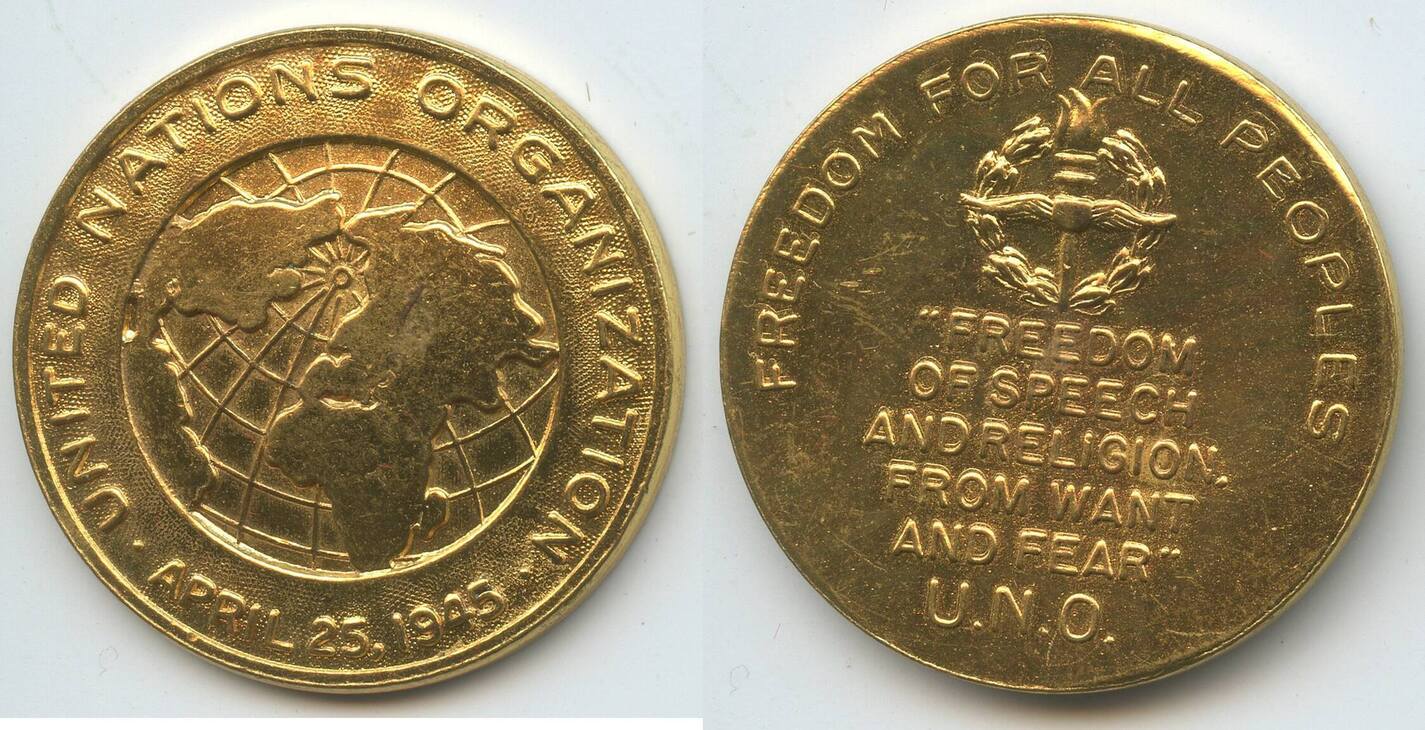 UNITED NATIONS ORGANIZATION
· APRIL 25, 1945 ·
FREEDOM FOR ALL PEOPLES
"FREEDOM
OF SPEECH
AND RELIGION,
FROM WANT
AND FEAR"
U.N.O.